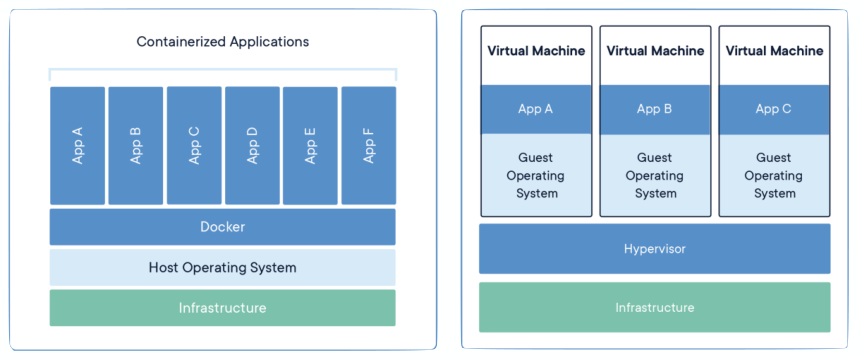 Containerized Applications
App A
App B
App C
App D
App E
App F
Docker
Host Operating System
Infrastructure
Virtual Machine
App A
Guest
Operating
System
Virtual Machine
App B
Guest
Operating
System
Virtual Machine
App C
Guest
Operating
System
Hypervisor
Infrastructure